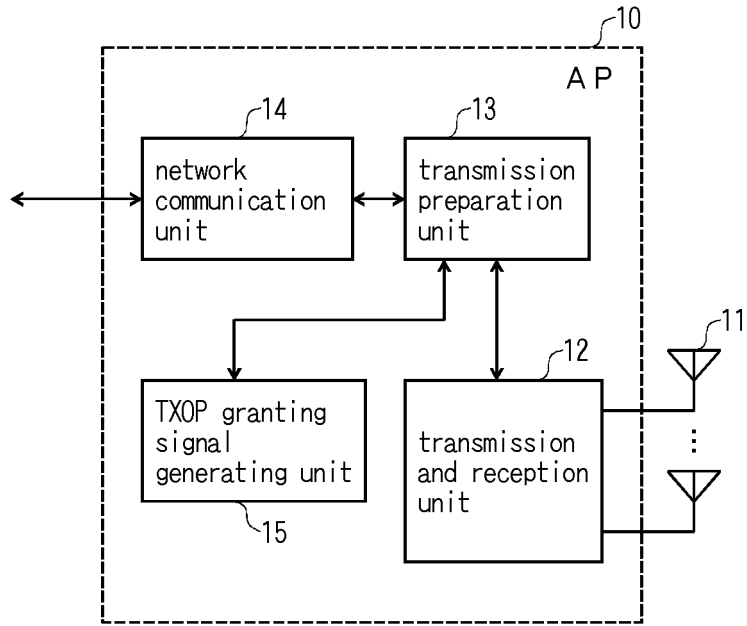 10
AP
14
13
network
communication
unit
transmission
preparation
unit
11
12
TXOP granting
signal
generating unit
transmission
and reception
unit
15